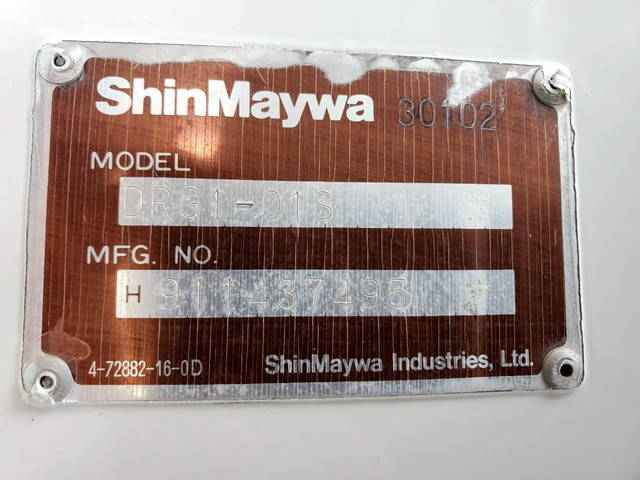 ShinMaywa 30102
MODEL
DRG1-01S
MFG. NO.
H 911437495
4-72882-16-0D ShinMaywa Industries, Ltd.